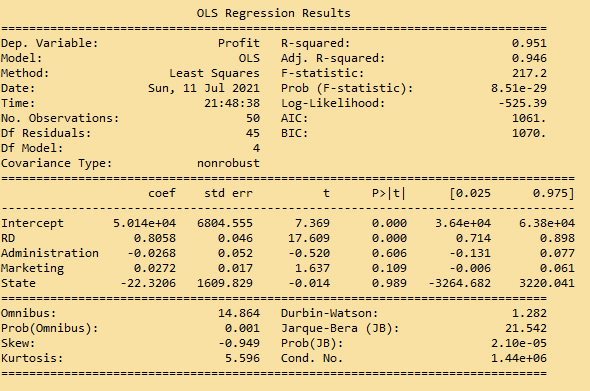 OLS Regression Results
==============================================================================
Dep. Variable: Profit R-squared: 0.951
Model: OLS Adj. R-squared: 0.946
Method: Least Squares F-statistic: 217.2
Date: Sun, 11 Jul 2021 Prob (F-statistic): 8.51e-29
Time: 21:48:38 Log-Likelihood: -525.39
No. Observations: 50 AIC: 1061.
Df Residuals: 45 BIC: 1070.
Df Model: 4
Covariance Type: nonrobust
==================================================================================
coef std err t P>|t| [0.025 0.975]
----------------------------------------------------------------------------------
Intercept 5.014e+04 6804.555 7.369 0.000 3.64e+04 6.38e+04
RD 0.8058 0.046 17.609 0.000 0.714 0.898
Administration -0.0268 0.052 -0.520 0.606 -0.131 0.077
Marketing 0.0272 0.017 1.637 0.109 -0.006 0.061
State -22.3206 1609.829 -0.014 0.989 -3264.682 3220.041
==============================================================================
Omnibus: 14.864 Durbin-Watson: 1.282
Prob(Omnibus): 0.001 Jarque-Bera (JB): 21.542
Skew: -0.949 Prob(JB): 2.10e-05
Kurtosis: 5.596 Cond. No. 1.44e+06
==============================================================================